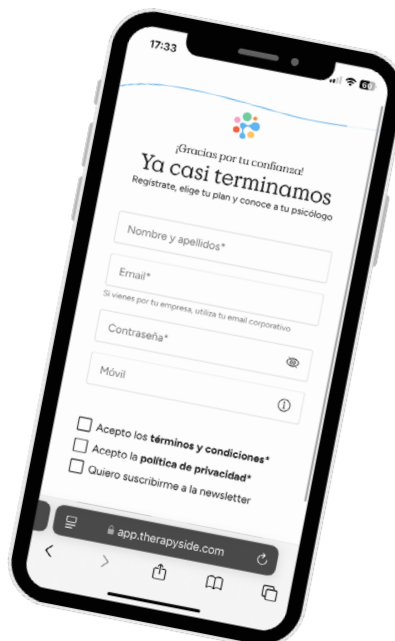 17:33
¡Gracias por tu confianza!
Ya casi terminamos
Regístrate, elige tu plan y conoce a tu psicólogo
Nombre y apellidos*
Email*
Si vienes por tu empresa, utiliza tu email corporativo
Contraseña*
Móvil
Acepto los términos y condiciones*
Acepto la política de privacidad*
Quiero suscribirme a la newsletter
app.therapyside.com